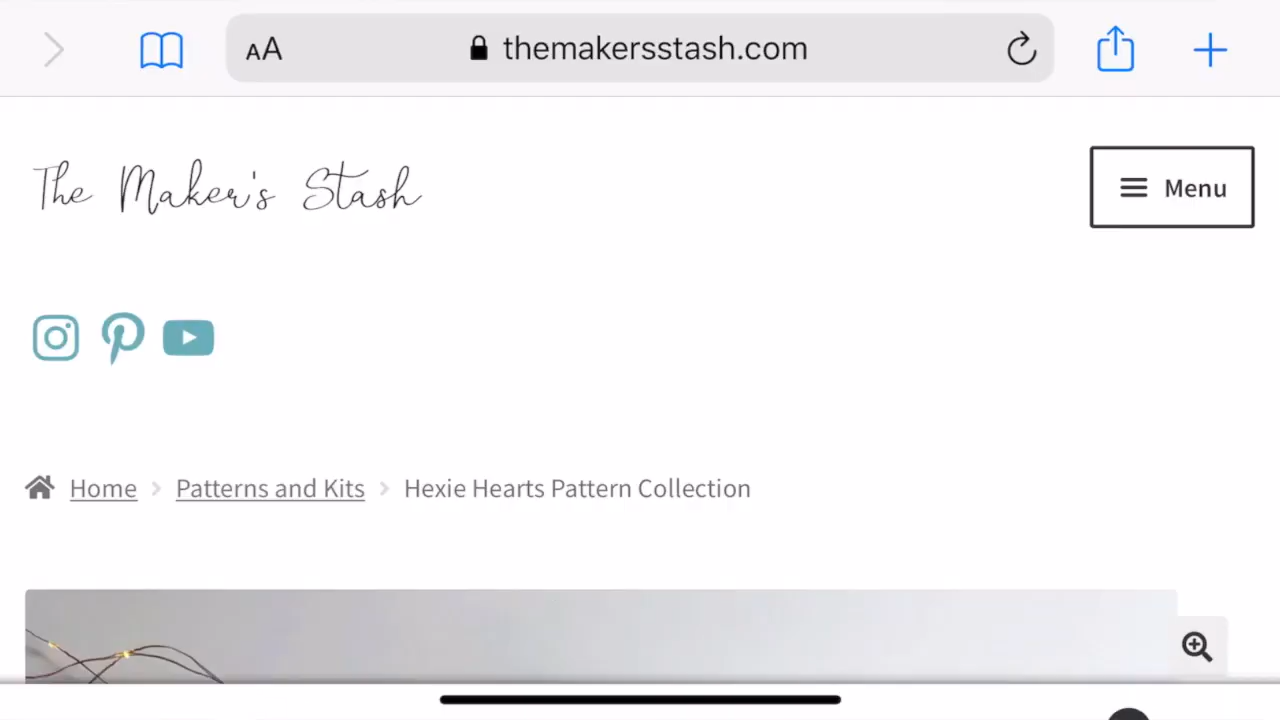 AA themakersstash.com
The Maker's Stash
Menu
Home Patterns and Kits Hexie Hearts Pattern Collection